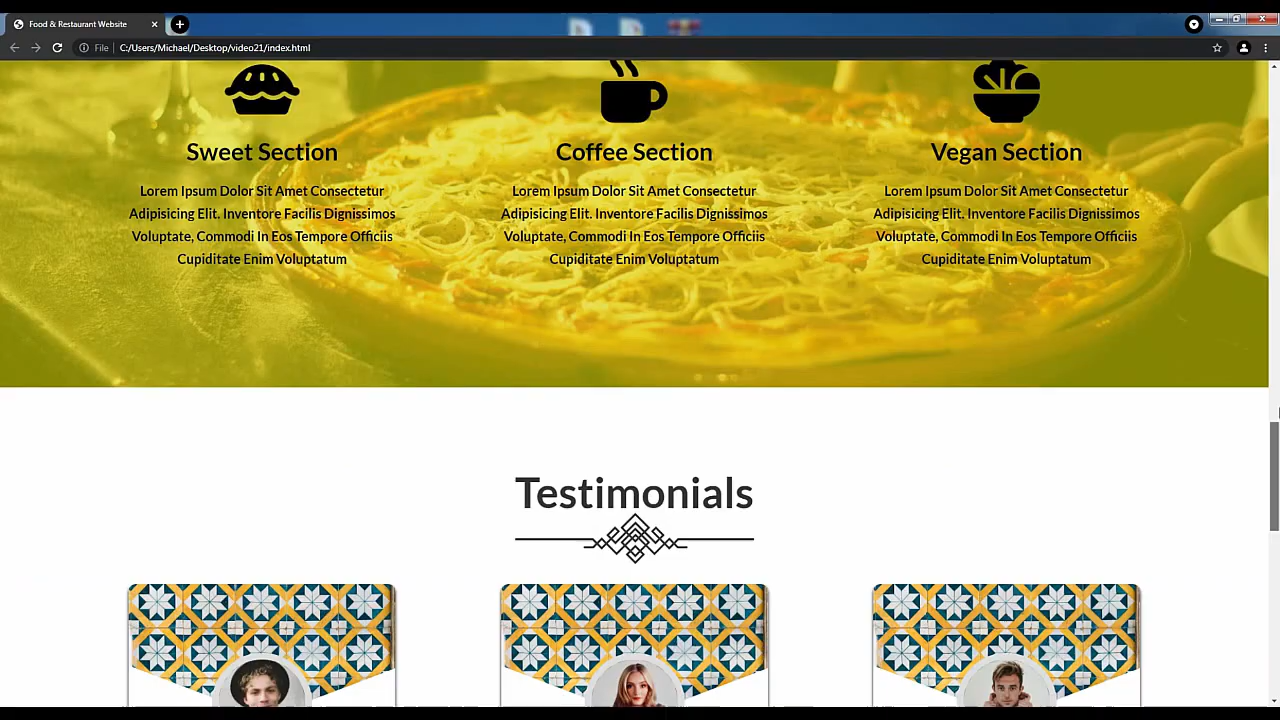 Food & Restaurant Website
File
C:/Users/Michael/Desktop/video21/index.html
Sweet Section
Lorem Ipsum Dolor Sit Amet Consectetur
Adipisicing Elit. Inventore Facilis Dignissimos
Voluptate, Commodi In Eos Tempore Officiis
Cupiditate Enim Voluptatum
Coffee Section
Lorem Ipsum Dolor Sit Amet Consectetur
Adipisicing Elit. Inventore Facilis Dignissimos
Voluptate, Commodi In Eos Tempore Officiis
Cupiditate Enim Voluptatum
Vegan Section
Lorem Ipsum Dolor Sit Amet Consectetur
Adipisicing Elit. Inventore Facilis Dignissimos
Voluptate, Commodi In Eos Tempore Officiis
Cupiditate Enim Voluptatum
Testimonials